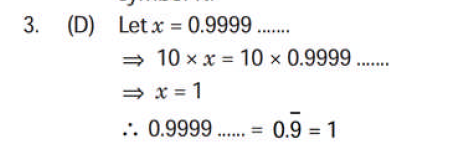 3. (D) Let x = 0.9999 .......
⇒ 10 × x = 10 × 0.9999 .......
⇒ x = 1
∴ 0.9999 ...... = 0.9̅ = 1